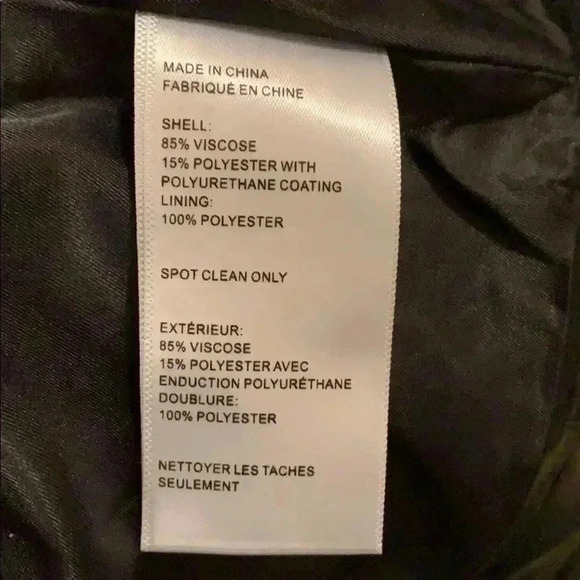 MADE IN CHINA
FABRIQUÉ EN CHINE
SHELL:
85% VISCOSE
15% POLYESTER WITH
POLYURETHANE COATING
LINING:
100% POLYESTER
SPOT CLEAN ONLY
EXTÉRIEUR:
85% VISCOSE
15% POLYESTER AVEC
ENDUCTION POLYURÉTHANE
DOUBLURE:
100% POLYESTER
NETTOYER LES TACHES
SEULEMENT